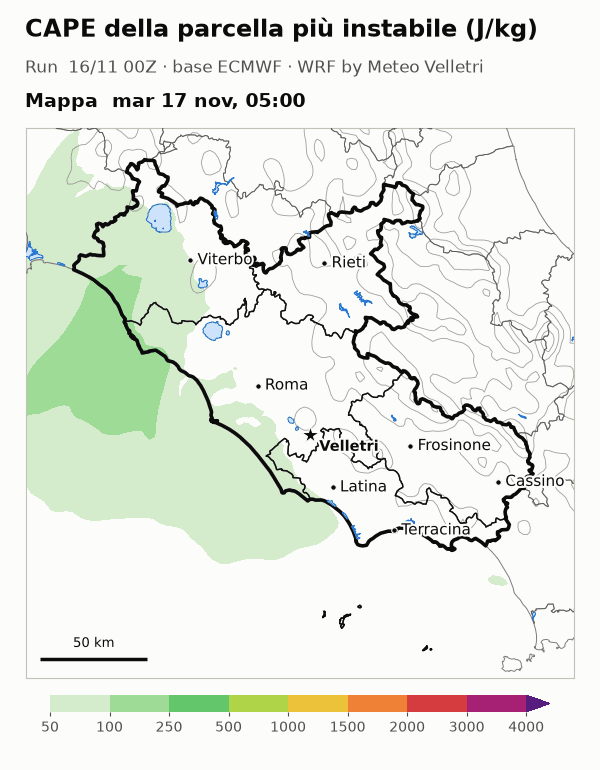 CAPE della parcella più instabile (J/kg)
Run  16/11 00Z · base ECMWF · WRF by Meteo Velletri
Mappa  mar 17 nov, 05:00
Viterbo
Rieti
Roma
Velletri
Frosinone
Latina
Cassino
Terracina
50 km
50 100 250 500 1000 1500 2000 3000 4000